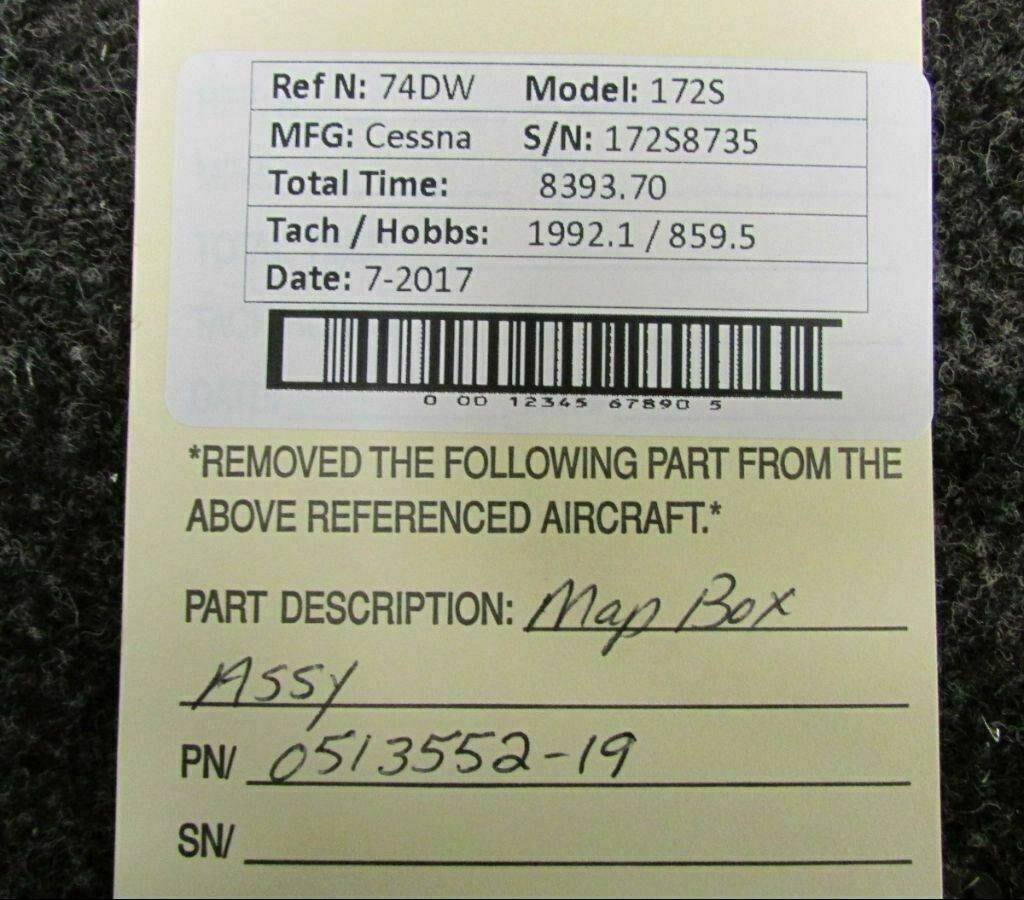 Ref N: 74DW Model: 172S
MFG: Cessna S/N: 172S8735
Total Time: 8393.70
Tach / Hobbs: 1992.1 / 859.5
Date: 7-2017
0 00 12345 67890 5
*REMOVED THE FOLLOWING PART FROM THE
ABOVE REFERENCED AIRCRAFT.*
PART DESCRIPTION: Map Box
Assy
PN/ 0513552-19
SN/